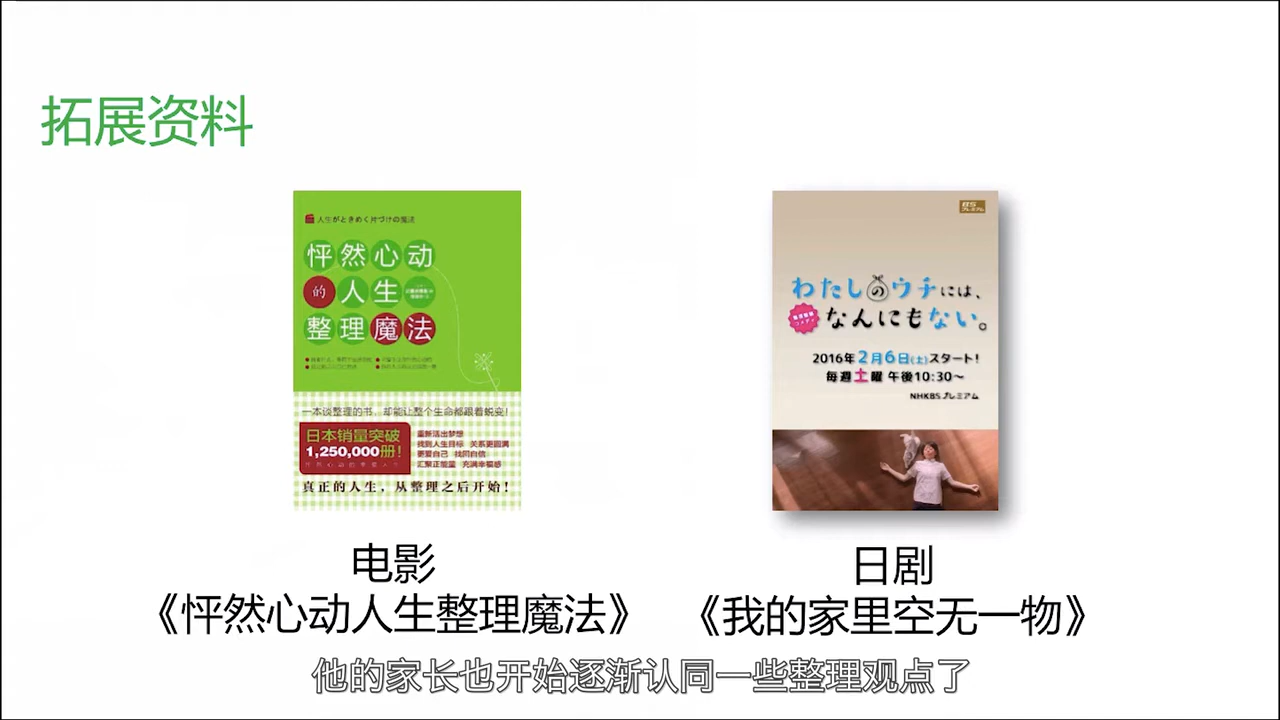 拓展资料
人生がときめく片づけの魔法
怦然心动
的人生
整理魔法
一本谈整理的书，却能让整个生命都跟着蜕变！
日本销量突破
1,250,000册！
重新活出梦想
找到人生目标 关系更圆满
更爱自己 找回自信
汇聚正能量 充满幸福感
真正的人生，从整理之后开始！
BS
プレミアム
わたしのウチには、
なんにもない。
2016年2月6日(土)スタート！
毎週土曜 午後10:30〜
NHKBSプレミアム
电影
《怦然心动人生整理魔法》
日剧
《我的家里空无一物》
他的家长也开始逐渐认同一些整理观点了